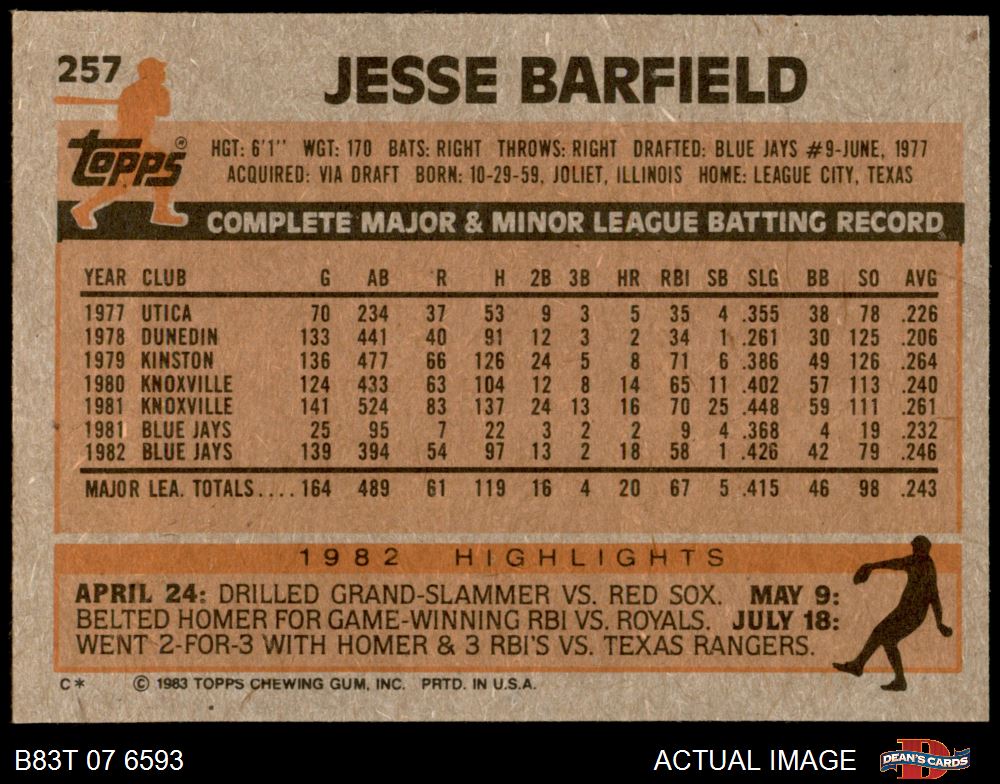 257
JESSE BARFIELD
Topps®
HGT: 6'1" WGT: 170 BATS: RIGHT THROWS: RIGHT DRAFTED: BLUE JAYS #9-JUNE, 1977
ACQUIRED: VIA DRAFT BORN: 10-29-59, JOLIET, ILLINOIS HOME: LEAGUE CITY, TEXAS
COMPLETE MAJOR & MINOR LEAGUE BATTING RECORD
YEAR CLUB G AB R H 2B 3B HR RBI SB SLG BB SO AVG
1977 UTICA 70 234 37 53 9 3 5 35 4 .355 38 78 .226
1978 DUNEDIN 133 441 40 91 12 3 2 34 1 .261 30 125 .206
1979 KINSTON 136 477 66 126 24 5 8 71 6 .386 49 126 .264
1980 KNOXVILLE 124 433 63 104 12 8 14 65 11 .402 57 113 .240
1981 KNOXVILLE 141 524 83 137 24 13 16 70 25 .448 59 111 .261
1981 BLUE JAYS 25 95 7 22 3 2 2 9 4 .368 4 19 .232
1982 BLUE JAYS 139 394 54 97 13 2 18 58 1 .426 42 79 .246
MAJOR LEA. TOTALS.... 164 489 61 119 16 4 20 67 5 .415 46 98 .243
1982 HIGHLIGHTS
APRIL 24: DRILLED GRAND-SLAMMER VS. RED SOX. MAY 9:
BELTED HOMER FOR GAME-WINNING RBI VS. ROYALS. JULY 18:
WENT 2-FOR-3 WITH HOMER & 3 RBI'S VS. TEXAS RANGERS.
C* © 1983 TOPPS CHEWING GUM, INC. PRTD. IN U.S.A.
B83T 07 6593 ACTUAL IMAGE DEAN'S CARDS